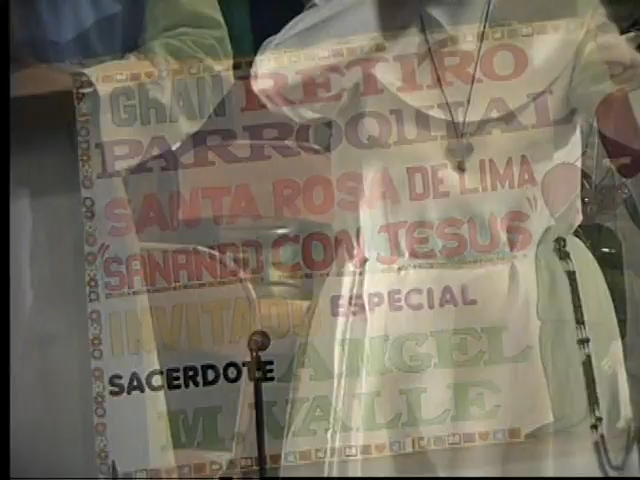 GRAN RETIRO
PARROQUIAL
SANTA ROSA DE LIMA
"SANANDO CON JESUS"
INVITADO ESPECIAL
SACERDOTE ANGEL
M. VALLE